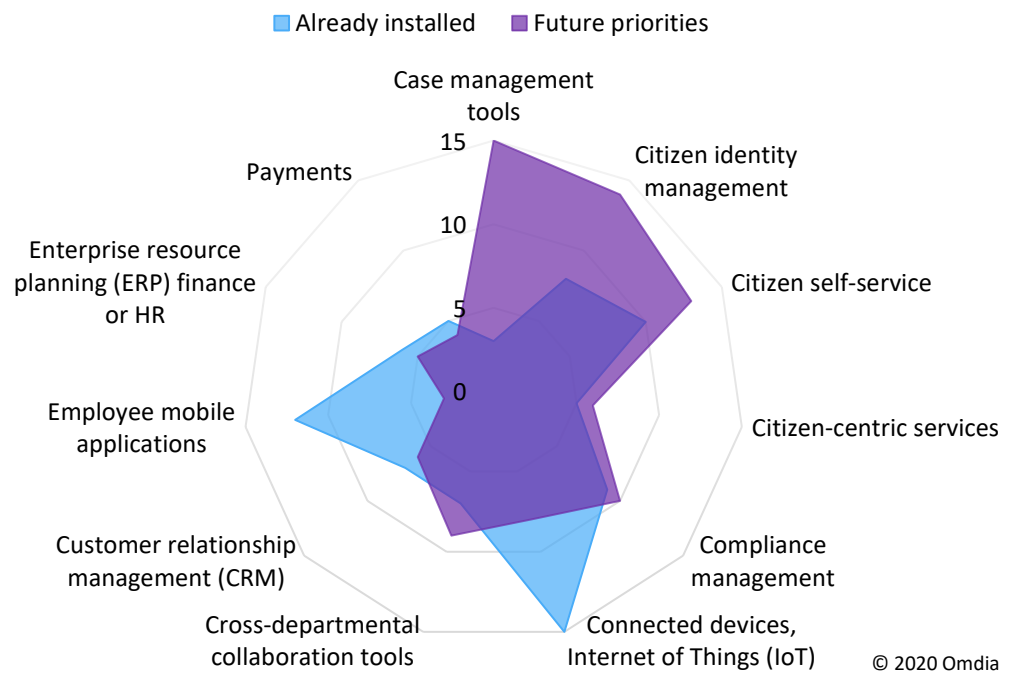 Already installed
Future priorities
Case management
tools
Citizen identity
management
Citizen self-service
Citizen-centric services
Compliance
management
Connected devices,
Internet of Things (IoT)
Cross-departmental
collaboration tools
Customer relationship
management (CRM)
Employee mobile
applications
Enterprise resource
planning (ERP) finance
or HR
Payments
15
10
5
0
© 2020 Omdia